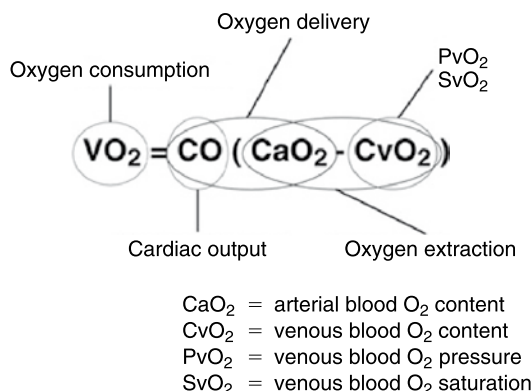 Oxygen delivery
Oxygen consumption
PvO₂
SvO₂
VO₂ = CO (CaO₂ - CvO₂)
Cardiac output
Oxygen extraction
CaO₂ = arterial blood O₂ content
CvO₂ = venous blood O₂ content
PvO₂ = venous blood O₂ pressure
SvO₂ = venous blood O₂ saturation